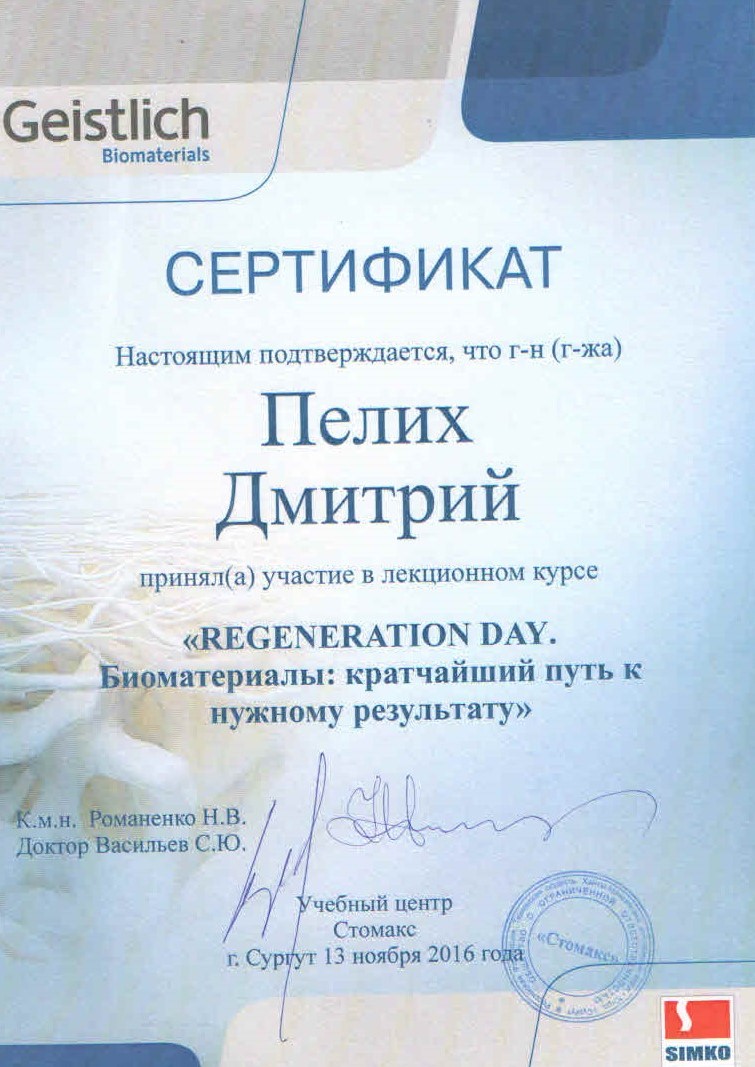 Geistlich
Biomaterials
СЕРТИФИКАТ
Настоящим подтверждается, что г-н (г-жа)
Пелих
Дмитрий
принял(а) участие в лекционном курсе
«REGENERATION DAY.
Биоматериалы: кратчайший путь к
нужному результату»
К.м.н. Романенко Н.В.
Доктор Васильев С.Ю.
Учебный центр
Стомакс
г. Сургут 13 ноября 2016 года
«Стомакс»
SIMKO